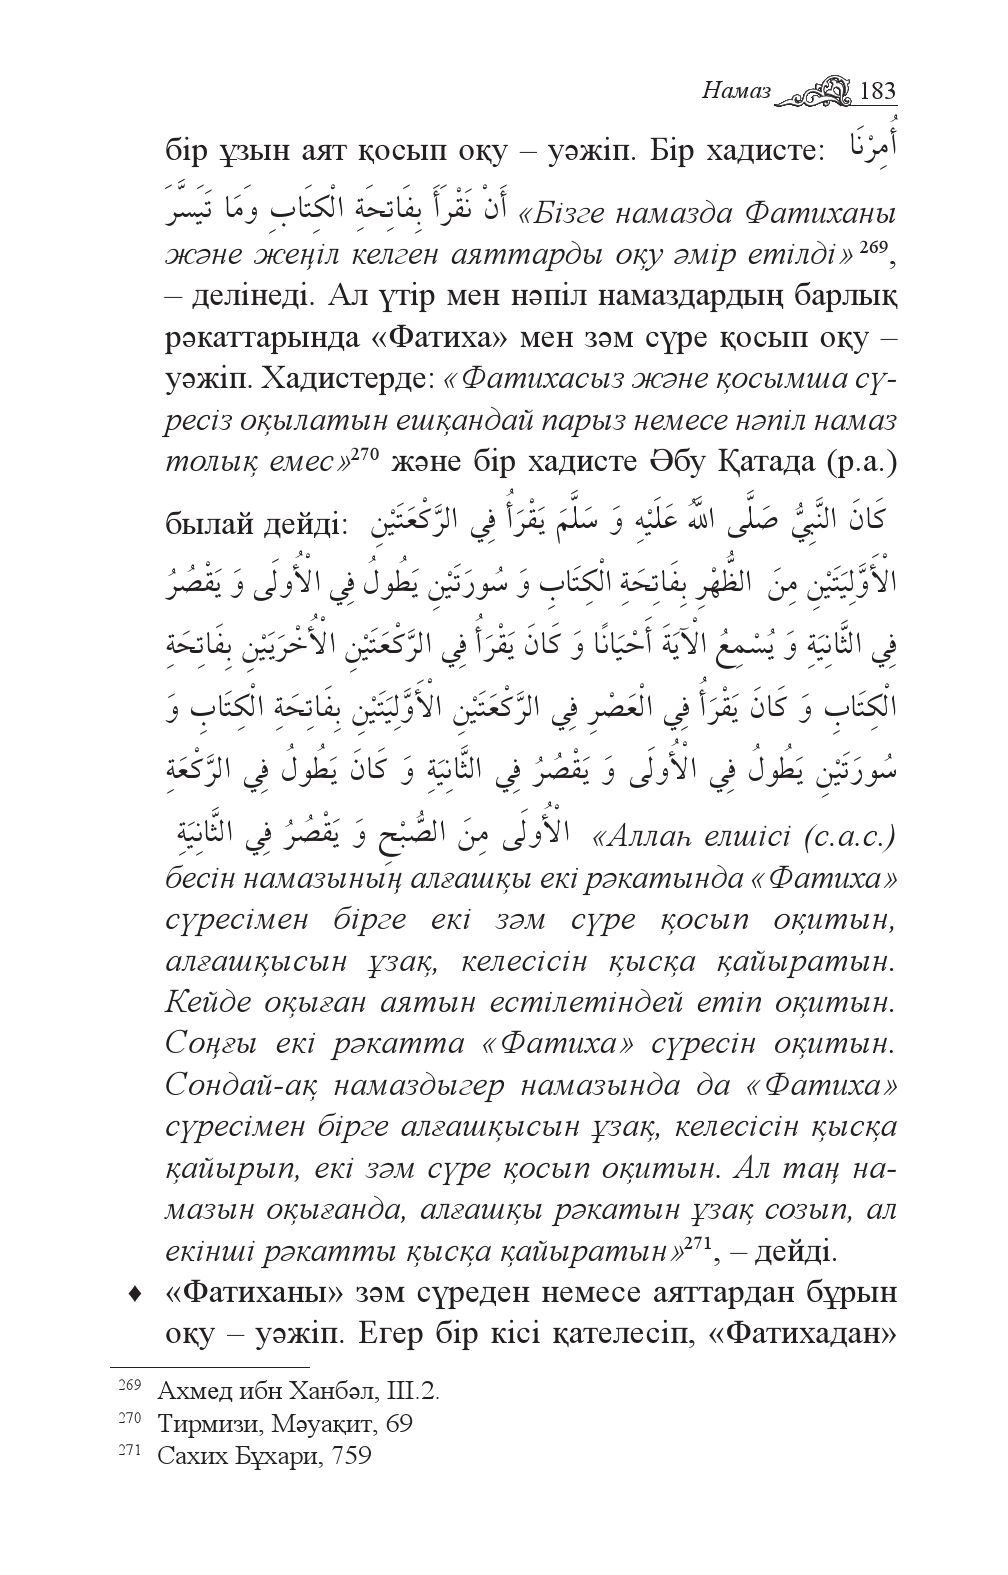 Намаз 183
бір ұзын аят қосып оқу – уәжіп. Бір хадисте: أُمِرْنَا
أَنْ نَقْرَأَ بِفَاتِحَةِ الْكِتَابِ وَمَا تَيَسَّرَ «Бізге намазда Фатиханы
және жеңіл келген аяттарды оқу әмір етілді»269,
– делінеді. Ал үтір мен нәпіл намаздардың барлық
рәкаттарында «Фатиха» мен зәм сүре қосып оқу –
уәжіп. Хадистерде: «Фатихасыз және қосымша сү-
ресіз оқылатын ешқандай парыз немесе нәпіл намаз
толық емес»270 және бір хадисте Әбу Қатада (р.а.)
былай дейді: كَانَ النَّبِيُّ صَلَّى اللهُ عَلَيْهِ وَ سَلَّمَ يَقْرَأُ فِي الرَّكْعَتَيْنِ
الْأَوَّلِيَتَيْنِ مِنَ الظُّهْرِ بِفَاتِحَةِ الْكِتَابِ وَ سُورَتَيْنِ يَطُولُ فِي الْأُولَى وَ يَقْصُرُ
فِي الثَّانِيَةِ وَ يُسْمِعُ الْآيَةَ أَحْيَانًا وَ كَانَ يَقْرَأُ فِي الرَّكْعَتَيْنِ الْأُخْرَيَيْنِ بِفَاتِحَةِ
الْكِتَابِ وَ كَانَ يَقْرَأُ فِي الْعَصْرِ فِي الرَّكْعَتَيْنِ الْأَوَّلِيَتَيْنِ بِفَاتِحَةِ الْكِتَابِ وَ
سُورَتَيْنِ يَطُولُ فِي الْأُولَى وَ يَقْصُرُ فِي الثَّانِيَةِ وَ كَانَ يَطُولُ فِي الرَّكْعَةِ
الْأُولَى مِنَ الصُّبْحِ وَ يَقْصُرُ فِي الثَّانِيَةِ «Аллаһ елшісі (с.а.с.)
бесін намазының алғашқы екі рәкатында «Фатиха»
сүресімен бірге екі зәм сүре қосып оқитын,
алғашқысын ұзақ, келесісін қысқа қайыратын.
Кейде оқыған аятын естілетіндей етіп оқитын.
Соңғы екі рәкатта «Фатиха» сүресін оқитын.
Сондай-ақ намаздыгер намазында да «Фатиха»
сүресімен бірге алғашқысын ұзақ, келесісін қысқа
қайырып, екі зәм сүре қосып оқитын. Ал таң на-
мазын оқығанда, алғашқы рәкатын ұзақ созып, ал
екінші рәкатты қысқа қайыратын»271, – дейді.
♦ «Фатиханы» зәм сүреден немесе аяттардан бұрын
оқу – уәжіп. Егер бір кісі қателесіп, «Фатихадан»
269 Ахмед ибн Ханбәл, III.2.
270 Тирмизи, Мәуақит, 69
271 Сахих Бұхари, 759